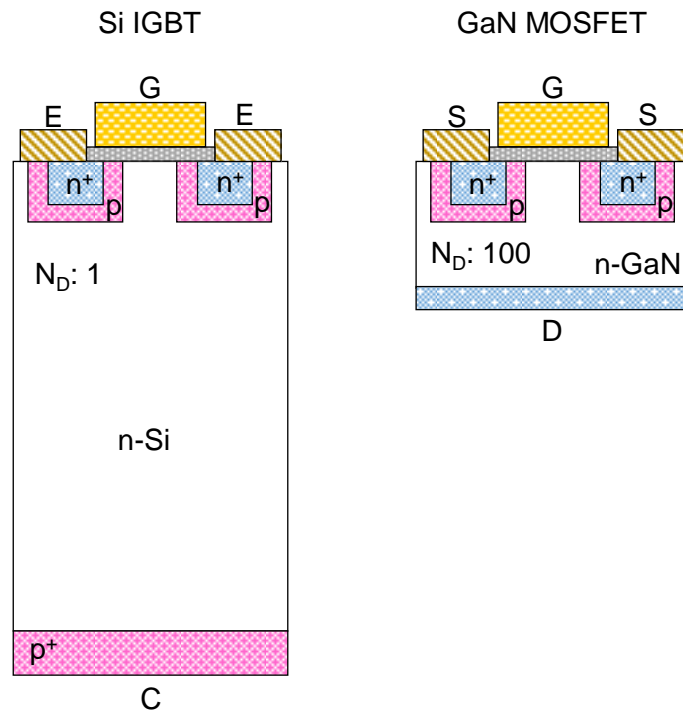 Si IGBT
GaN MOSFET
G
E
E
n⁺
n⁺
p
p
N_D: 1
n-Si
p⁺
C
G
S
S
n⁺
n⁺
p
p
N_D: 100
n-GaN
D